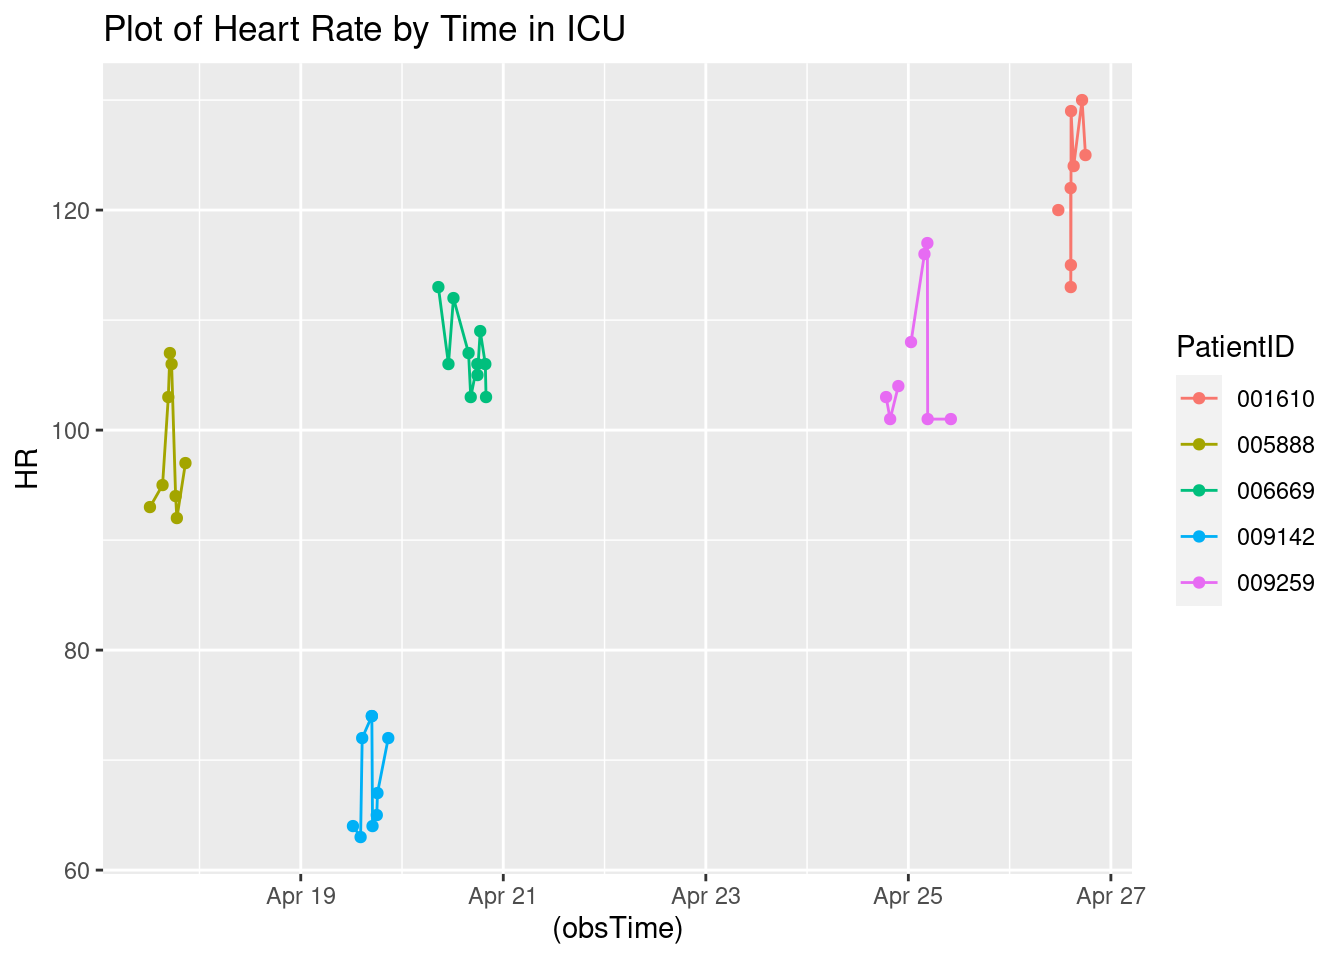 Plot of Heart Rate by Time in ICU
120
100
80
60
HR
Apr 19
Apr 21
Apr 23
Apr 25
Apr 27
(obsTime)
PatientID
001610
005888
006669
009142
009259